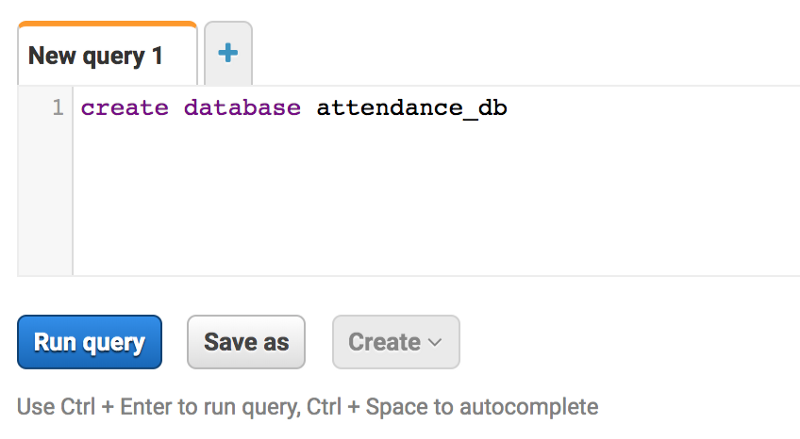 New query 1 +
1 create database attendance_db
Run query Save as Create
Use Ctrl + Enter to run query, Ctrl + Space to autocomplete